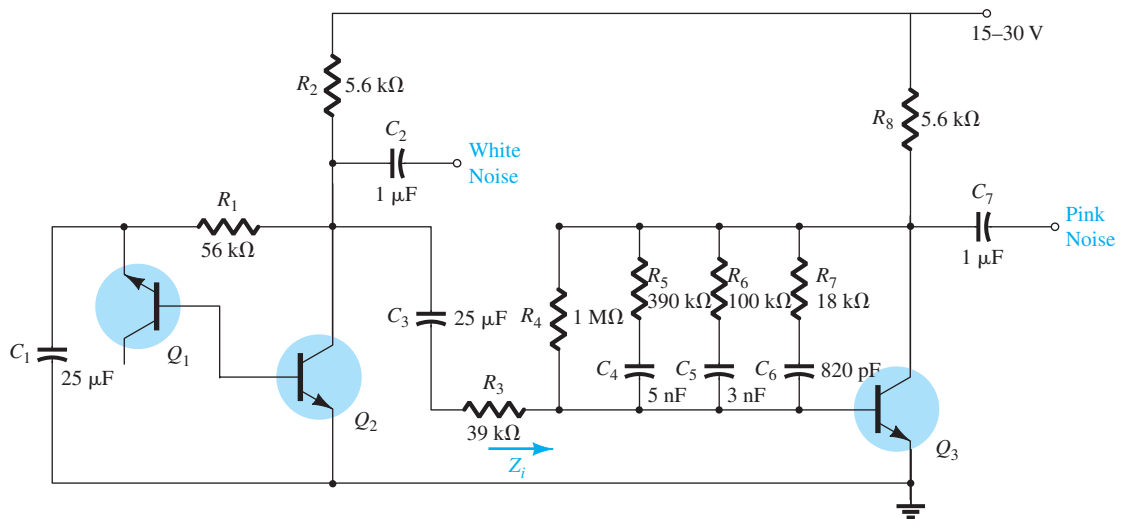 15–30 V
R2 5.6 kΩ
R8 5.6 kΩ
C2
1 μF
White
Noise
R1
56 kΩ
C7
1 μF
Pink
Noise
C1
25 μF
Q1
Q2
C3 25 μF
R3
39 kΩ
Zi
R4 1 MΩ
R5
390 kΩ
R6
100 kΩ
R7
18 kΩ
C4
5 nF
C5
3 nF
C6 820 pF
Q3